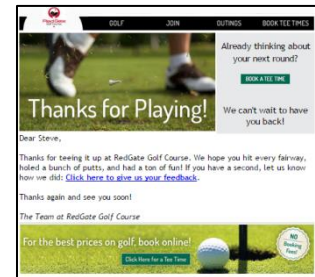 RedGate
GOLF JOIN OUTINGS BOOK TEE TIMES
Already thinking about
your next round?
BOOK A TEE TIME
Thanks for Playing!
We can't wait to have
you back!
Dear Steve,
Thanks for teeing it up at RedGate Golf Course. We hope you hit every fairway,
holed a bunch of putts, and had a ton of fun! If you have a second, let us know
how we did: Click here to give us your feedback.
Thanks again and see you soon!
The Team at RedGate Golf Course
For the best prices on golf, book online!
Click Here for a Tee Time
NO
Booking
Fees!